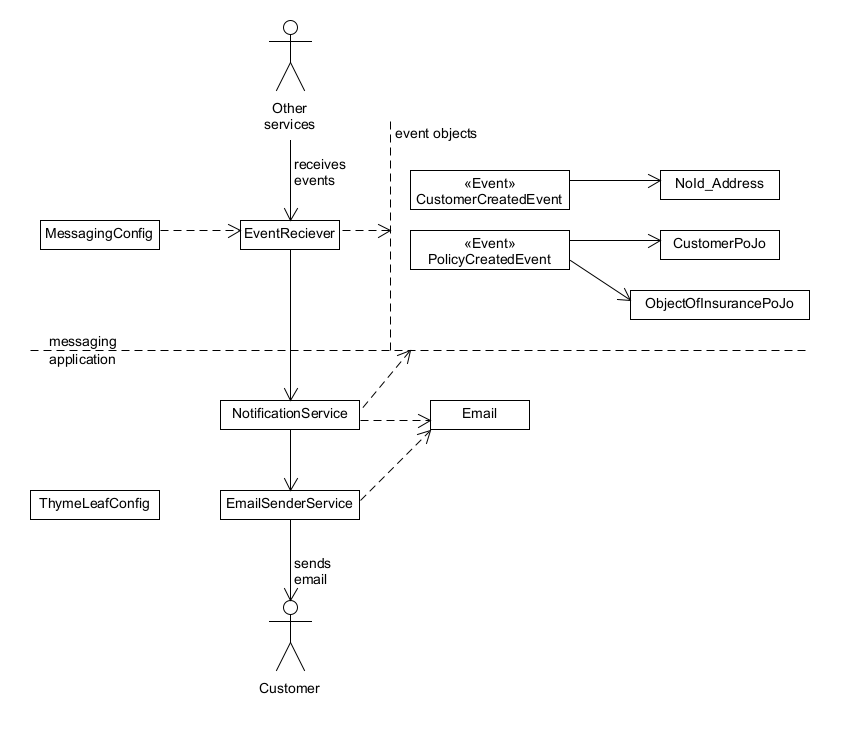 Other
services
event objects
receives
events
«Event»
CustomerCreatedEvent
NoId_Address
MessagingConfig
EventReciever
«Event»
PolicyCreatedEvent
CustomerPoJo
ObjectOfInsurancePoJo
messaging
application
NotificationService
Email
ThymeLeafConfig
EmailSenderService
sends
email
Customer